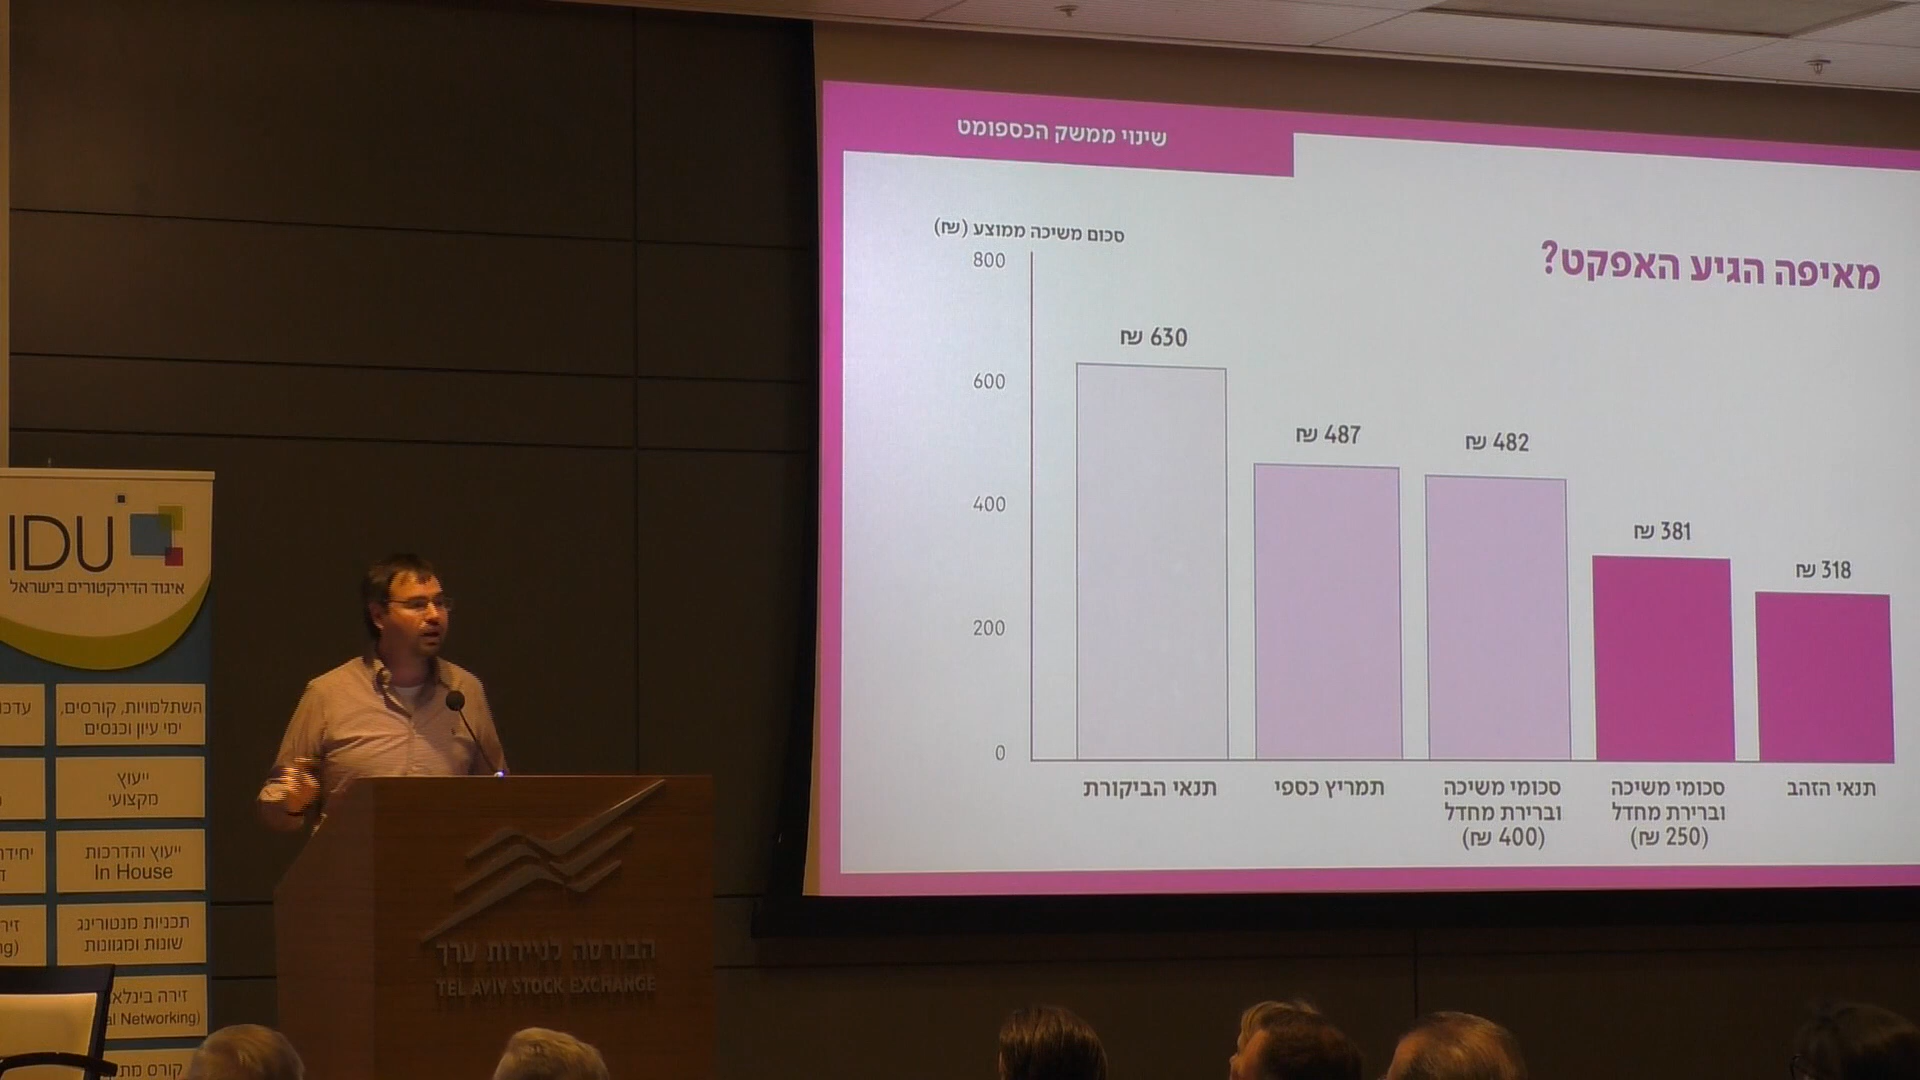 שינוי ממשק הכספומט
מאיפה הגיע האפקט?
סכום משיכה ממוצע (₪)
800
600
400
200
0
630 ₪
487 ₪
482 ₪
381 ₪
318 ₪
תנאי הביקורת
תמריץ כספי
סכומי משיכה
וברירת מחדל
(400 ₪)
סכומי משיכה
וברירת מחדל
(250 ₪)
תנאי הזהב
IDU
איגוד הדירקטורים בישראל
השתלמויות, קורסים,
ימי עיון וכנסים
ייעוץ
מקצועי
ייעוץ והדרכות
In House
תכניות מנטורינג
שונות ומגוונות
זירה בינלא
al Networking)
קורס
הבורסה לניירות ערך
TEL AVIV STOCK EXCHANGE